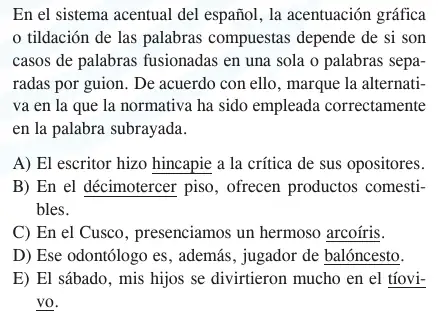 En el sistema acentual del español, la acentuación gráfica
o tildación de las palabras compuestas depende de si son
casos de palabras fusionadas en una sola o palabras sepa-
radas por guion. De acuerdo con ello, marque la alternati-
va en la que la normativa ha sido empleada correctamente
en la palabra subrayada.
A) El escritor hizo hincapie a la crítica de sus opositores.
B) En el décimotercer piso, ofrecen productos comesti-
bles.
C) En el Cusco, presenciamos un hermoso arcoíris.
D) Ese odontólogo es, además, jugador de balóncesto.
E) El sábado, mis hijos se divirtieron mucho en el tíovi-
vo.